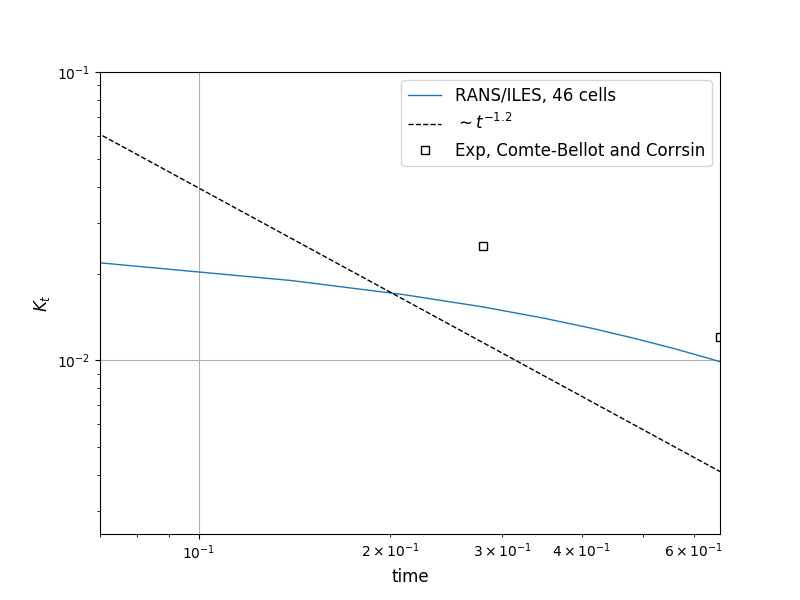 10⁻¹
RANS/ILES, 46 cells
~ t⁻¹·²
Exp, Comte-Bellot and Corrsin
Kₜ
10⁻²
10⁻¹
2 × 10⁻¹
3 × 10⁻¹
4 × 10⁻¹
6 × 10⁻¹
time